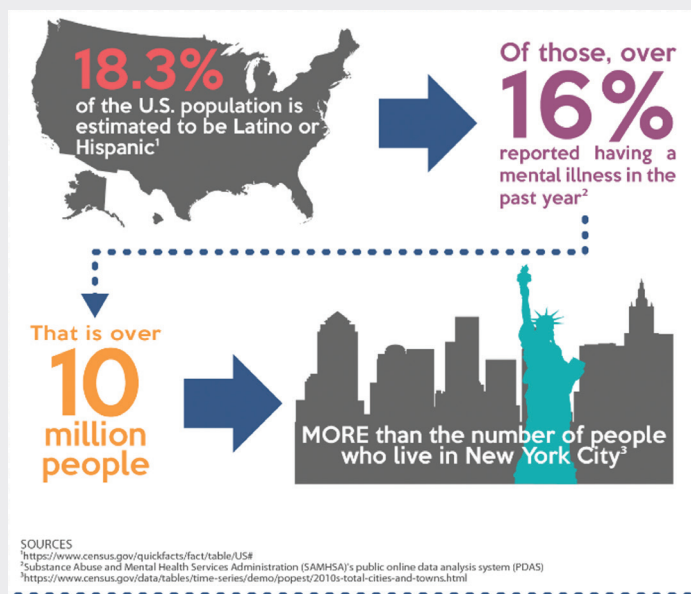 18.3%
of the U.S. population is
estimated to be Latino or
Hispanic¹
Of those, over
16%
reported having a
mental illness in the
past year²
That is over
10
million
people
MORE than the number of people
who live in New York City³
SOURCES
¹https://www.census.gov/quickfacts/fact/table/US#
²Substance Abuse and Mental Health Services Administration (SAMHSA)'s public online data analysis system (PDAS)
³https://www.census.gov/data/tables/time-series/demo/popest/2010s-total-cities-and-towns.html